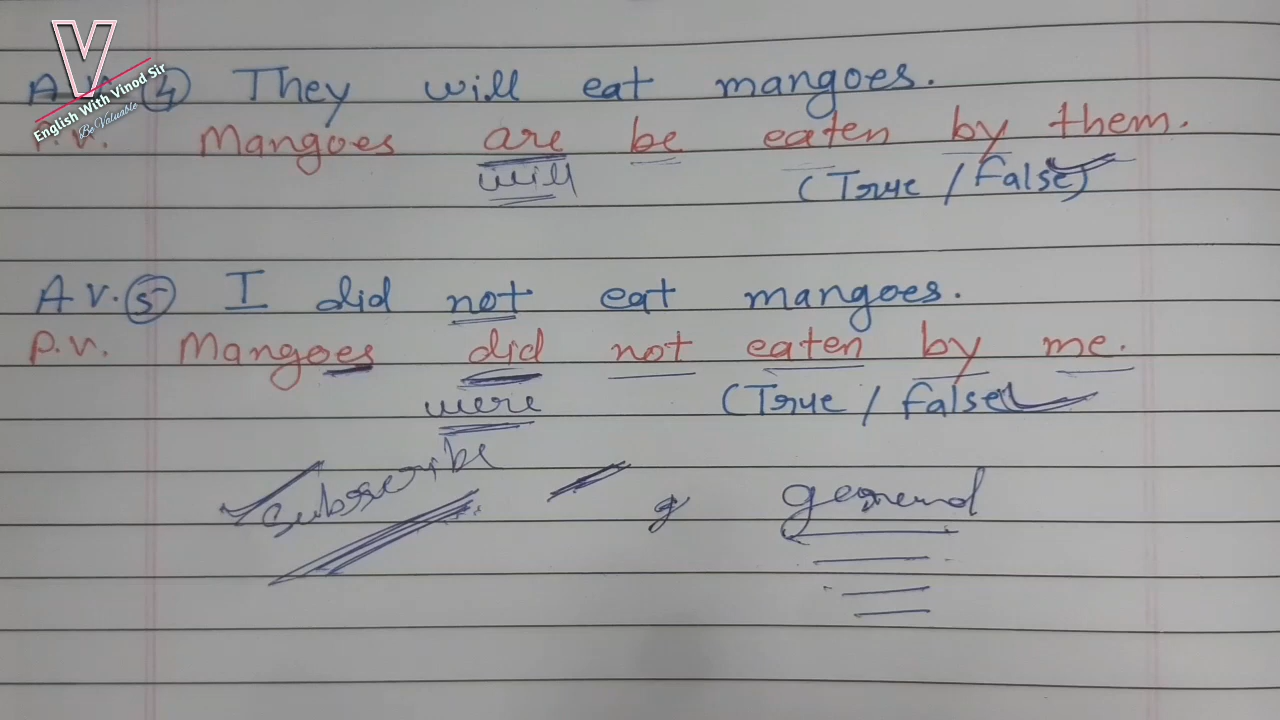 V
English With Vinod Sir
Be Valuable
A.V. (4) They will eat mangoes.
P.V. Mangoes are be eaten by them.
will (True / False)
A V. (5) I did not eat mangoes.
P.V. Mangoes did not eaten by me.
were (True / False)
Subscribe